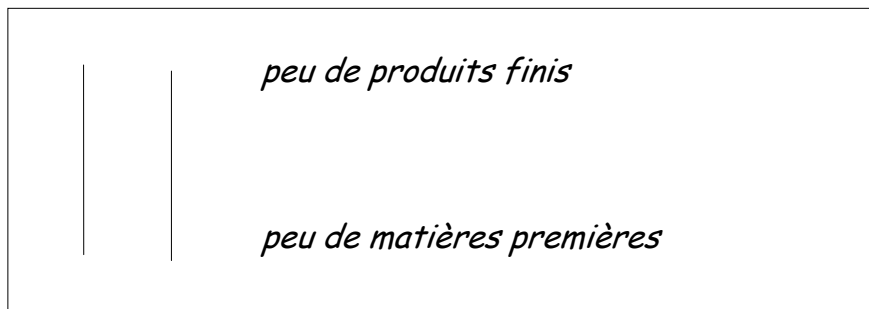 peu de produits finis
peu de matières premières